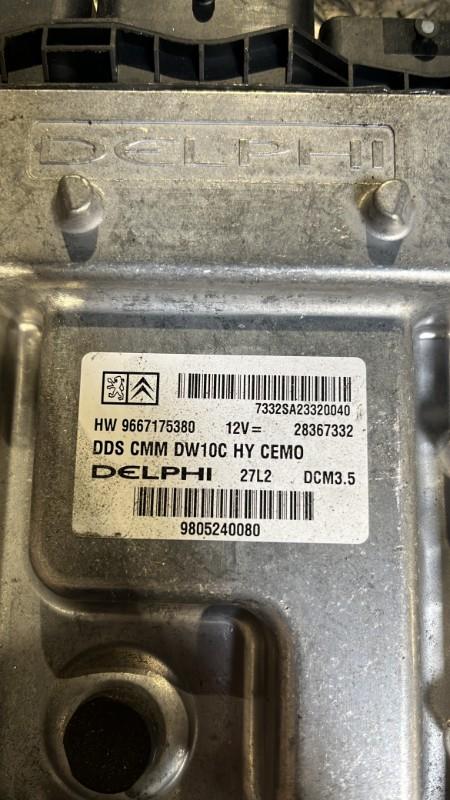 DELPHI
7332SA23320040
HW 9667175380 12V= 28367332
DDS CMM DW10C HY CEMO
DELPHI 27L2 DCM3.5
9805240080